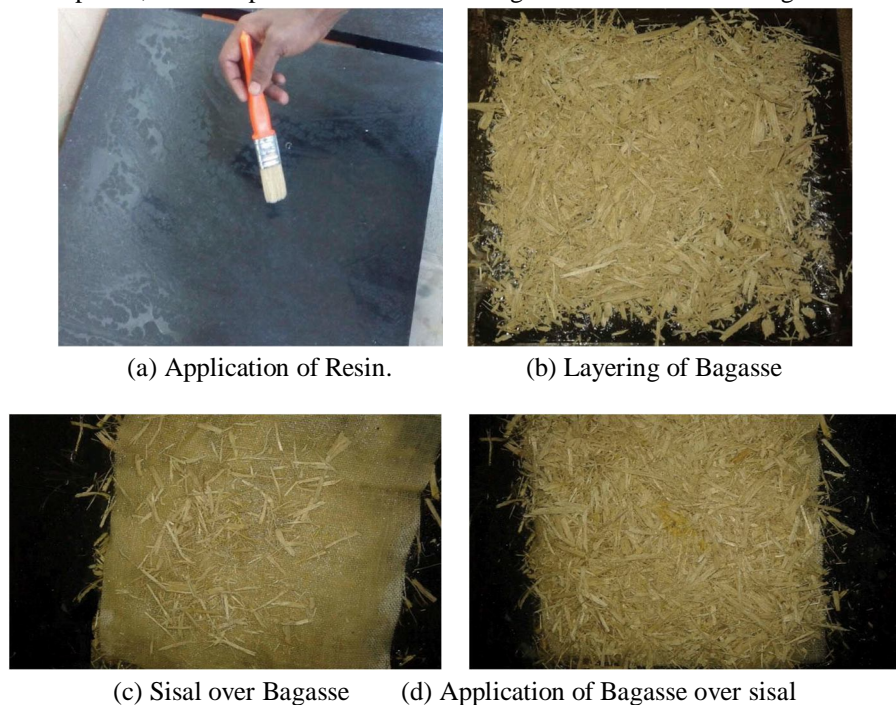 (a) Application of Resin.
(b) Layering of Bagasse
(c) Sisal over Bagasse
(d) Application of Bagasse over sisal